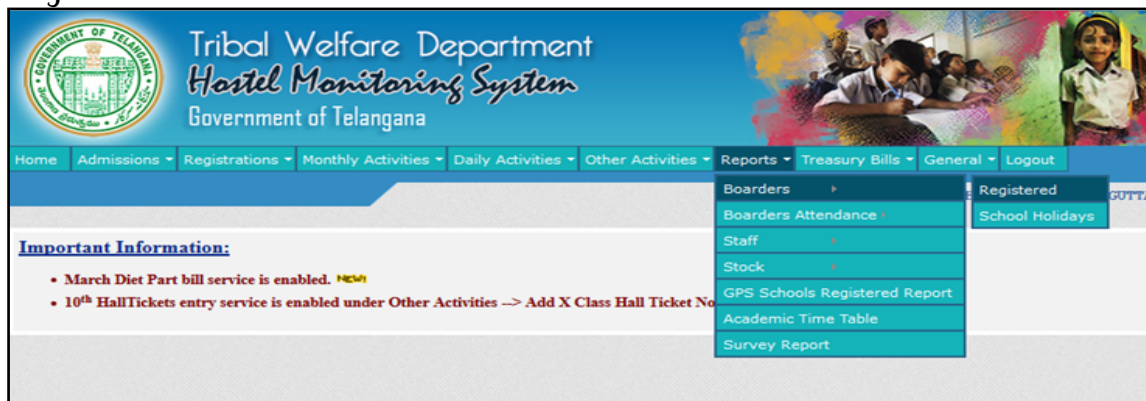 GOVERNMENT OF TELANGANA
Tribal Welfare Department
Hostel Monitoring System
Government of Telangana
Home Admissions Registrations Monthly Activities Daily Activities Other Activities Reports Treasury Bills General Logout
Boarders Registered
Boarders Attendance School Holidays
Staff
Stock
GPS Schools Registered Report
Academic Time Table
Survey Report
Important Information:
• March Diet Part bill service is enabled. NEW!
• 10th HallTickets entry service is enabled under Other Activities --> Add X Class Hall Ticket No